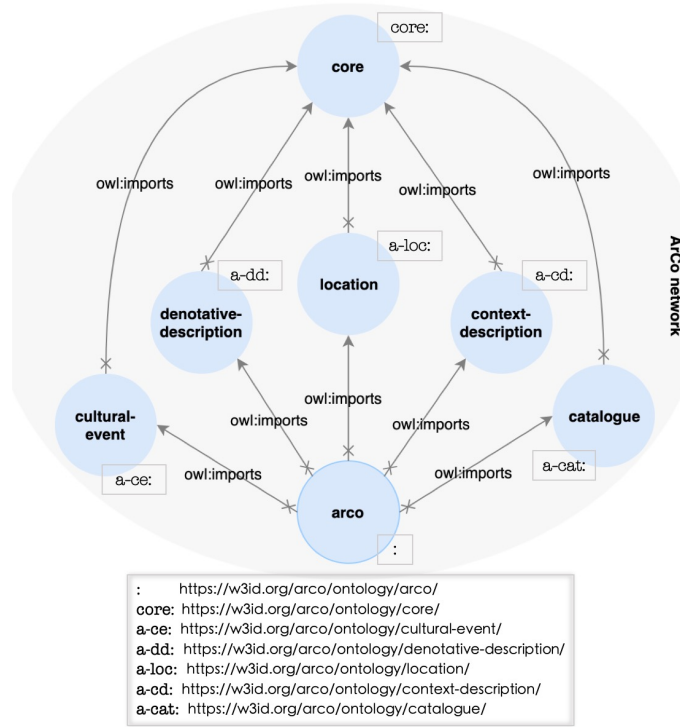 core:
core
owl:imports
owl:imports
owl:imports
owl:imports
owl:imports
ArCo network
a-dd:
a-loc:
a-cd:
denotative-
description
location
context-
description
cultural-
event
catalogue
owl:imports
owl:imports
owl:imports
owl:imports
owl:imports
a-ce:
a-cat:
arco
:
: https://w3id.org/arco/ontology/arco/
core: https://w3id.org/arco/ontology/core/
a-ce: https://w3id.org/arco/ontology/cultural-event/
a-dd: https://w3id.org/arco/ontology/denotative-description/
a-loc: https://w3id.org/arco/ontology/location/
a-cd: https://w3id.org/arco/ontology/context-description/
a-cat: https://w3id.org/arco/ontology/catalogue/